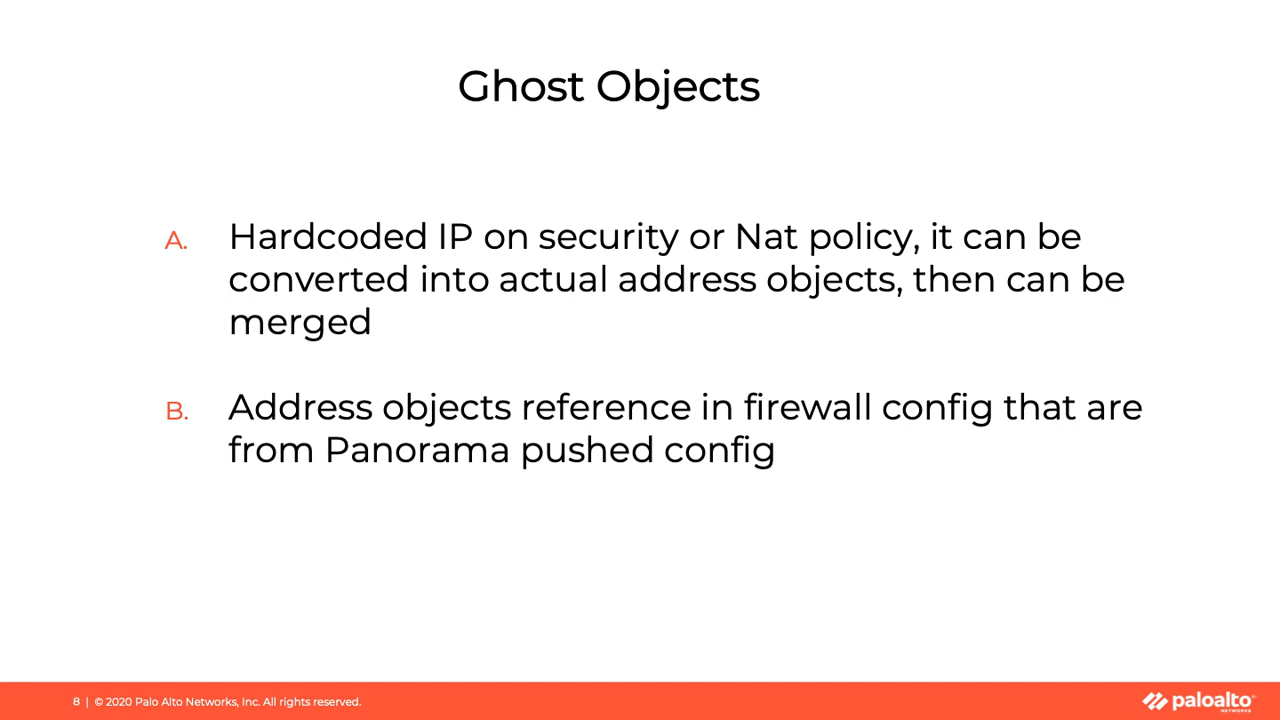 Ghost Objects
A. Hardcoded IP on security or Nat policy, it can be
converted into actual address objects, then can be
merged
B. Address objects reference in firewall config that are
from Panorama pushed config
8 | © 2020 Palo Alto Networks, Inc. All rights reserved.
paloalto
NETWORKS